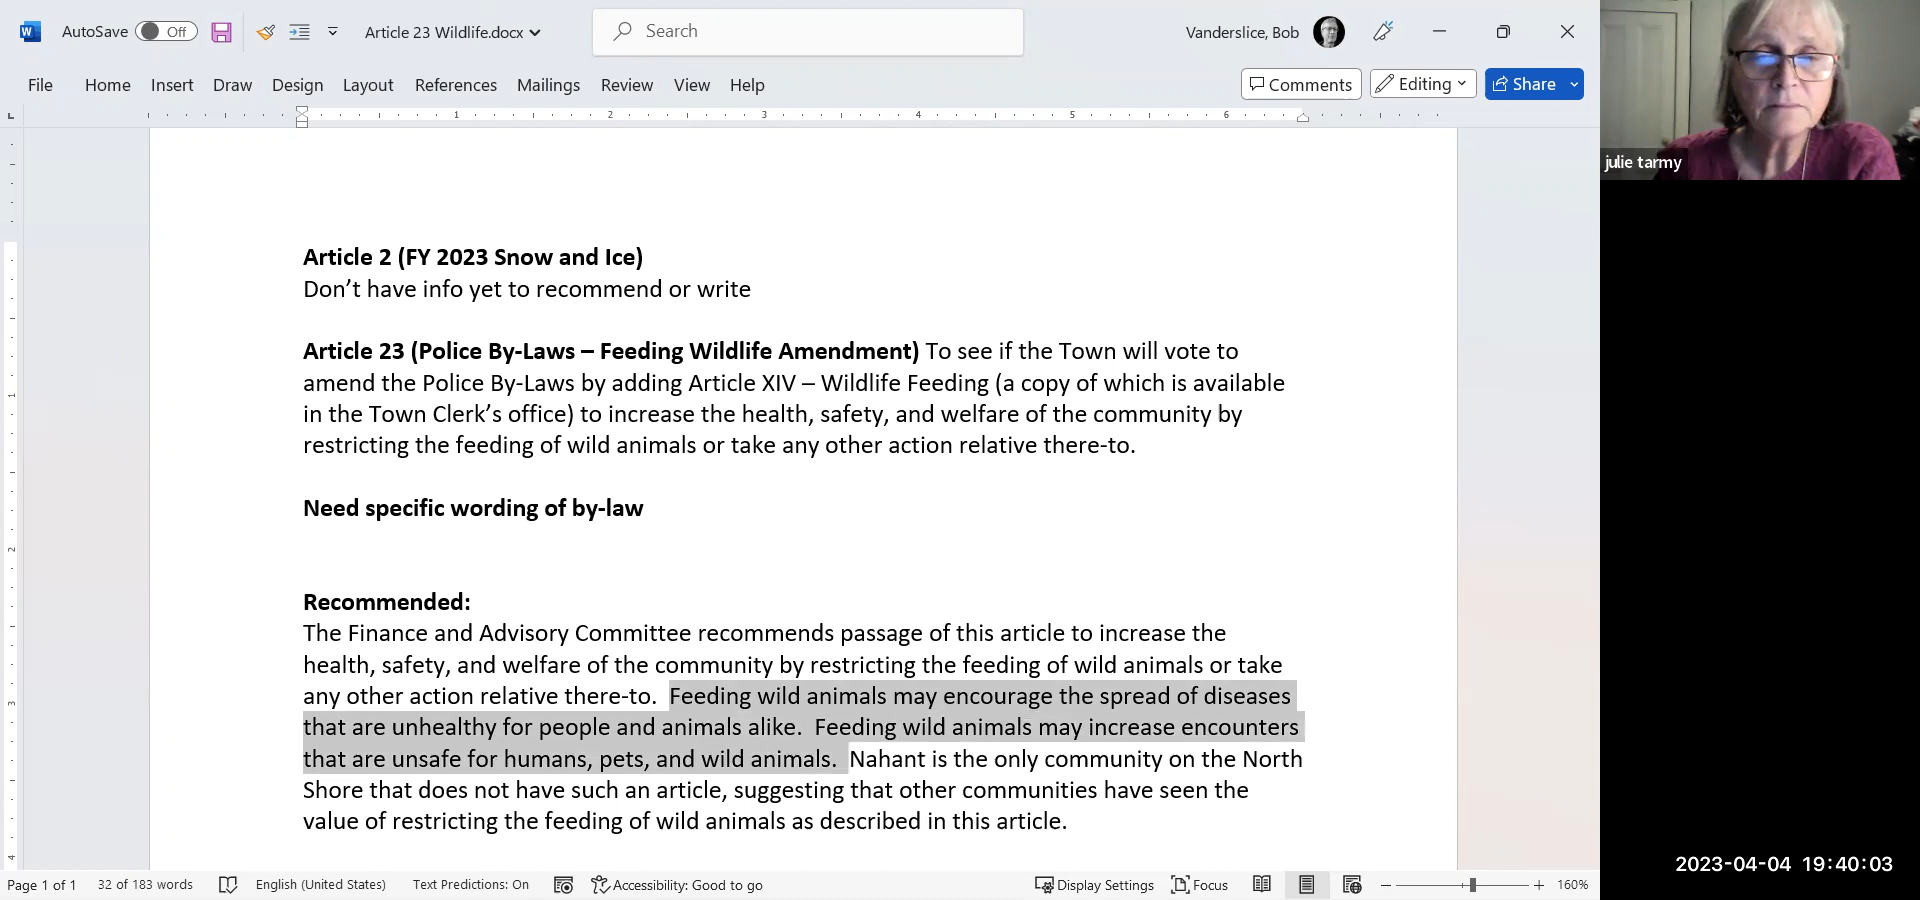 AutoSave Off Article 23 Wildlife.docx Search Vanderslice, Bob
File Home Insert Draw Design Layout References Mailings Review View Help Comments Editing Share
1 2 3 4 5 6
julie tarmy
Article 2 (FY 2023 Snow and Ice)
Don’t have info yet to recommend or write
Article 23 (Police By-Laws – Feeding Wildlife Amendment) To see if the Town will vote to
amend the Police By-Laws by adding Article XIV – Wildlife Feeding (a copy of which is available
in the Town Clerk’s office) to increase the health, safety, and welfare of the community by
restricting the feeding of wild animals or take any other action relative there-to.
Need specific wording of by-law
Recommended:
The Finance and Advisory Committee recommends passage of this article to increase the
health, safety, and welfare of the community by restricting the feeding of wild animals or take
any other action relative there-to.  Feeding wild animals may encourage the spread of diseases
that are unhealthy for people and animals alike.  Feeding wild animals may increase encounters
that are unsafe for humans, pets, and wild animals.  Nahant is the only community on the North
Shore that does not have such an article, suggesting that other communities have seen the
value of restricting the feeding of wild animals as described in this article.
1
2
3
4
2023-04-04 19:40:03
Page 1 of 1 32 of 183 words English (United States) Text Predictions: On Accessibility: Good to go Display Settings Focus 160%